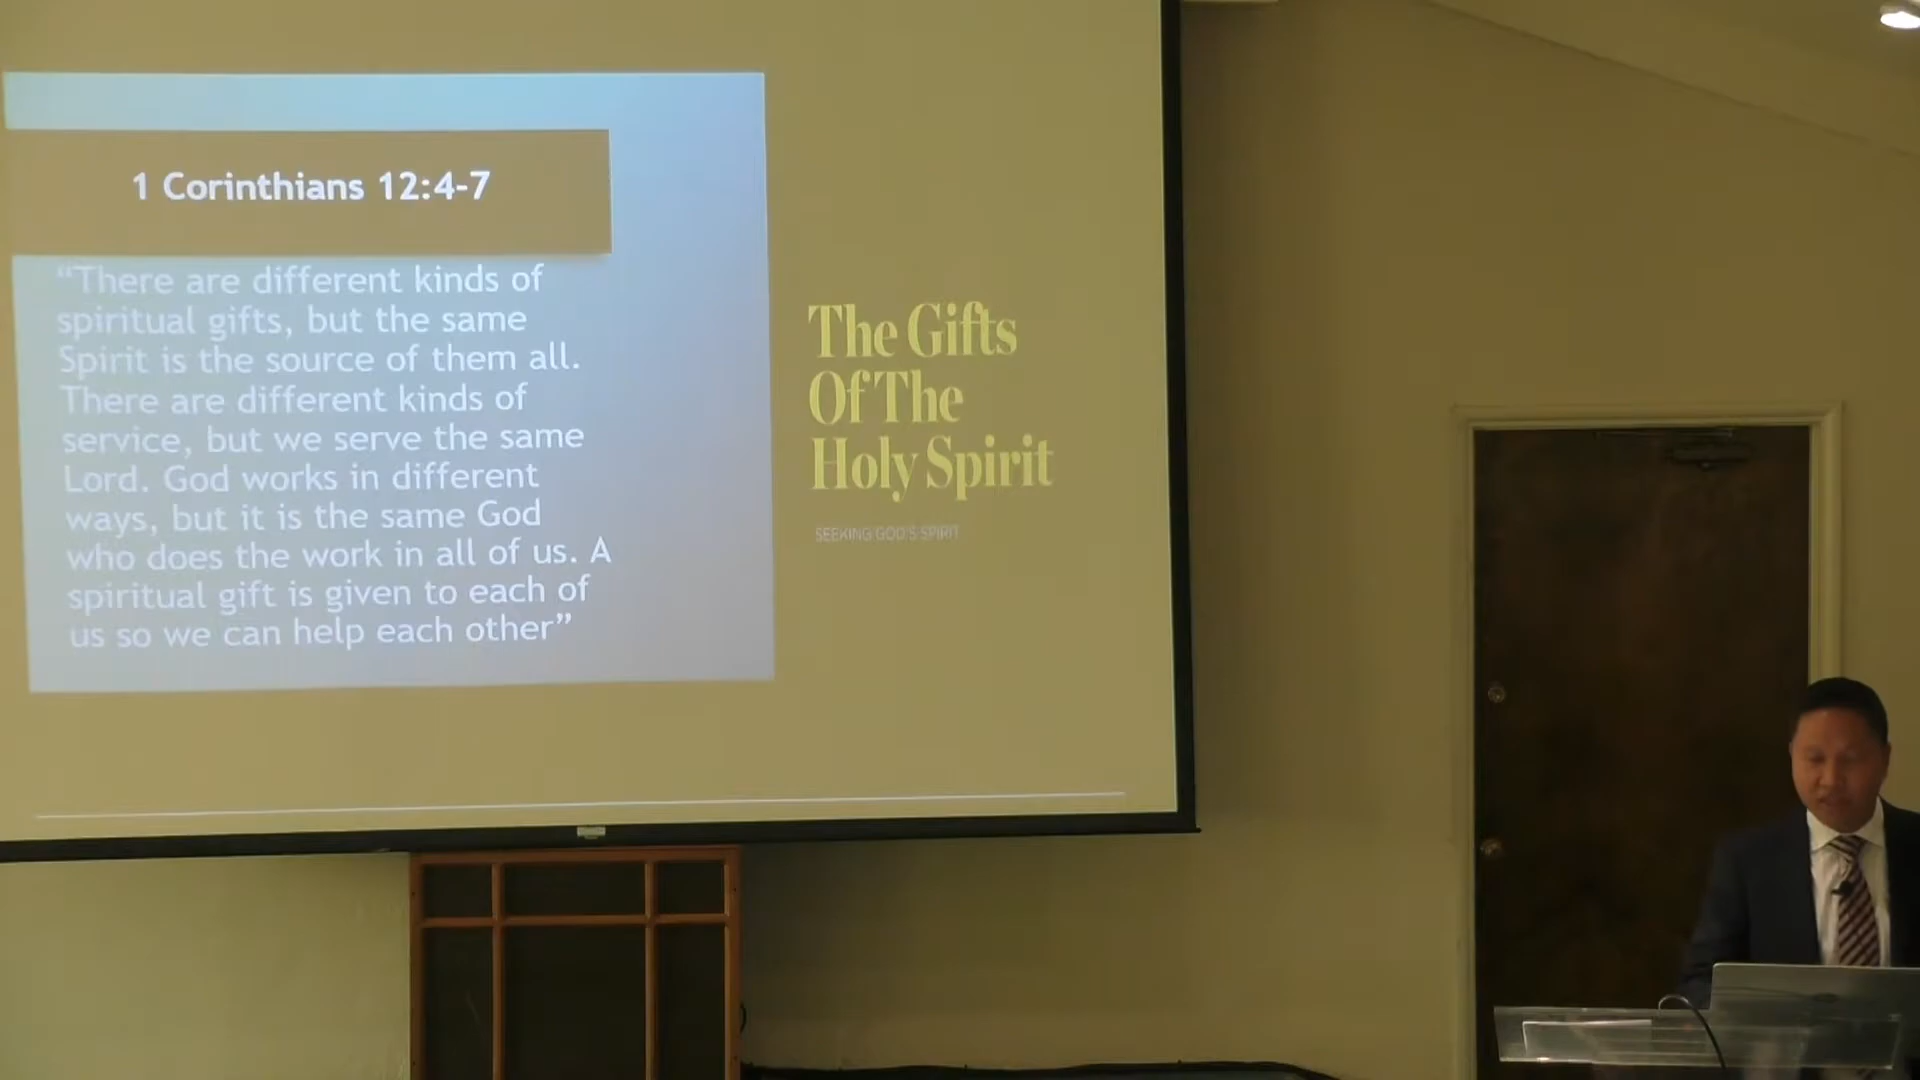 1 Corinthians 12:4-7
“There are different kinds of
spiritual gifts, but the same
Spirit is the source of them all.
There are different kinds of
service, but we serve the same
Lord. God works in different
ways, but it is the same God
who does the work in all of us. A
spiritual gift is given to each of
us so we can help each other”
The Gifts
Of The
Holy Spirit
SEEKING GOD'S SPIRIT